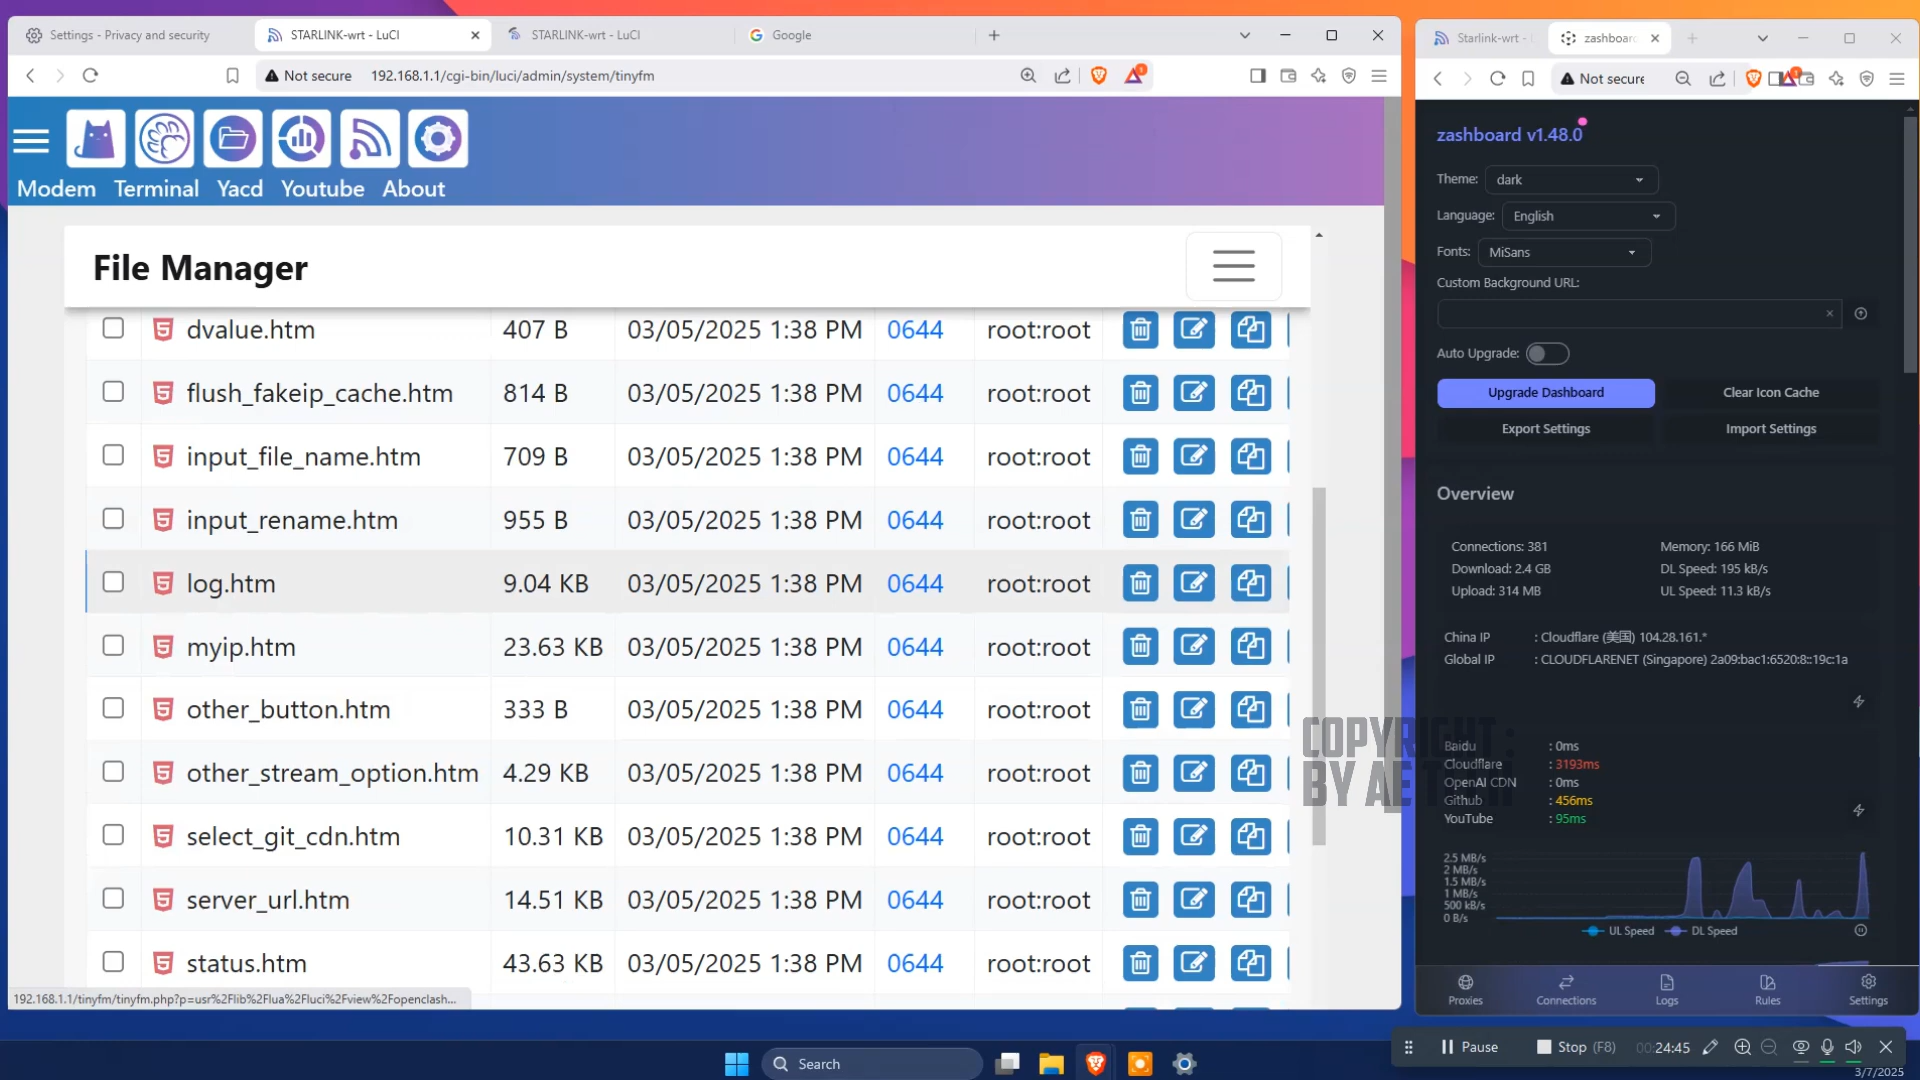 Settings - Privacy and security
STARLINK-wrt - LuCI
STARLINK-wrt - LuCI
Google
Not secure
192.168.1.1/cgi-bin/luci/admin/system/tinyfm
Modem
Terminal
Yacd
Youtube
About
File Manager
dvalue.htm 407 B 03/05/2025 1:38 PM 0644 root:root
flush_fakeip_cache.htm 814 B 03/05/2025 1:38 PM 0644 root:root
input_file_name.htm 709 B 03/05/2025 1:38 PM 0644 root:root
input_rename.htm 955 B 03/05/2025 1:38 PM 0644 root:root
log.htm 9.04 KB 03/05/2025 1:38 PM 0644 root:root
myip.htm 23.63 KB 03/05/2025 1:38 PM 0644 root:root
other_button.htm 333 B 03/05/2025 1:38 PM 0644 root:root
other_stream_option.htm 4.29 KB 03/05/2025 1:38 PM 0644 root:root
select_git_cdn.htm 10.31 KB 03/05/2025 1:38 PM 0644 root:root
server_url.htm 14.51 KB 03/05/2025 1:38 PM 0644 root:root
status.htm 43.63 KB 03/05/2025 1:38 PM 0644 root:root
192.168.1.1/tinyfm/tinyfm.php?p=usr%2Flib%2Flua%2Fluci%2Fview%2Fopenclash...
Starlink-wrt -
zashboard
Not secure
zashboard v1.48.0
Theme: dark
Language: English
Fonts: MiSans
Custom Background URL:
Auto Upgrade:
Upgrade Dashboard
Clear Icon Cache
Export Settings
Import Settings
Overview
Connections: 381
Memory: 166 MiB
Download: 2.4 GB
DL Speed: 195 kB/s
Upload: 314 MB
UL Speed: 11.3 kB/s
China IP : Cloudflare (美国) 104.28.161.*
Global IP : CLOUDFLARENET (Singapore) 2a09:bac1:6520:8::19c:1a
COPYRIGHT :
BY
Baidu : 0ms
Cloudflare : 3193ms
OpenAI CDN : 0ms
Github : 456ms
YouTube : 95ms
2.5 MB/s
2 MB/s
1.5 MB/s
1 MB/s
500 kB/s
0 B/s
UL Speed
DL Speed
Proxies
Connections
Logs
Rules
Settings
Search
Pause
Stop (F8)
00:24:45
3/7/2025